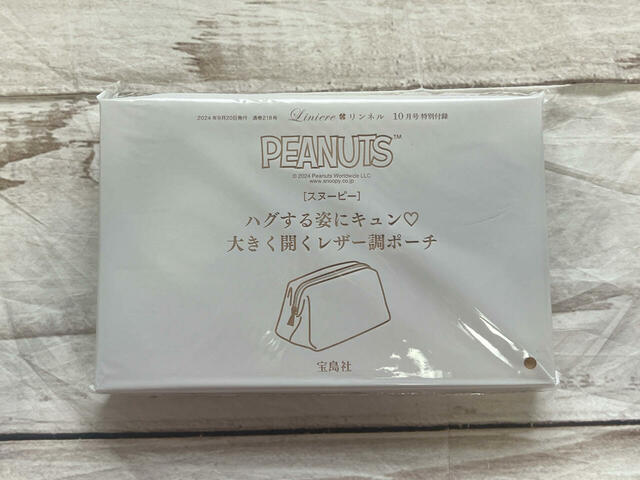 2024年9月20日発行 通巻218号 Liniere リンネル 10月号 特別付録
PEANUTS™
© 2024 Peanuts Worldwide LLC
www.snoopy.co.jp
[スヌーピー]
ハグする姿にキュン♡
大きく開くレザー調ポーチ
宝島社